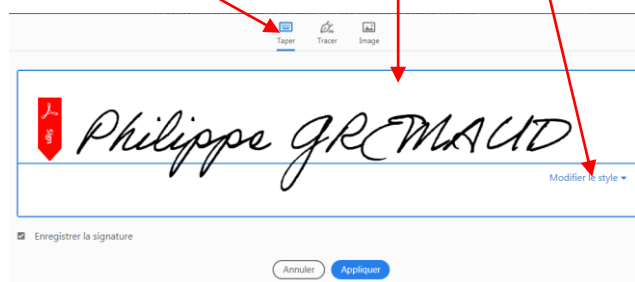 Taper Tracer Image
Sign
Philippe GREMAUD
Modifier le style
Enregistrer la signature
Annuler Appliquer